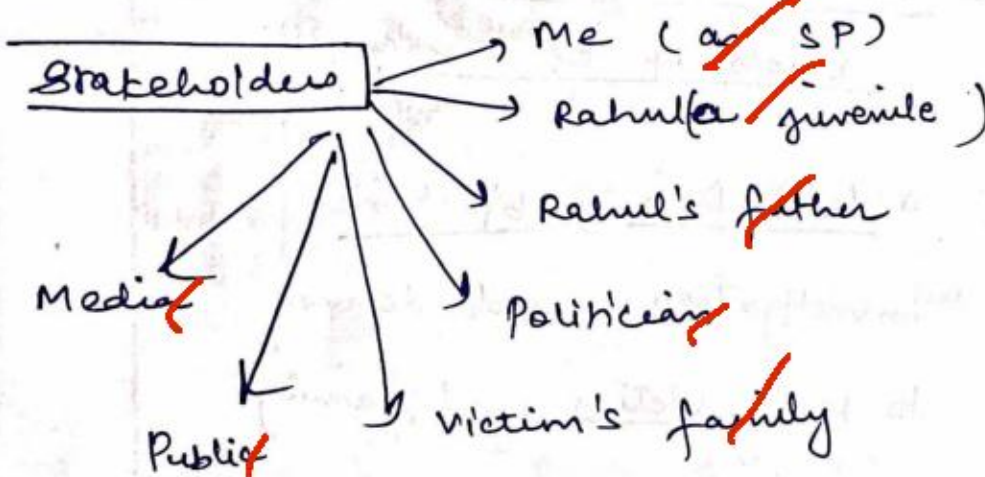 Stakeholders
Me (as SP)
Rahul (a juvenile)
Rahul's father
Politician
Victim's family
Public
Media